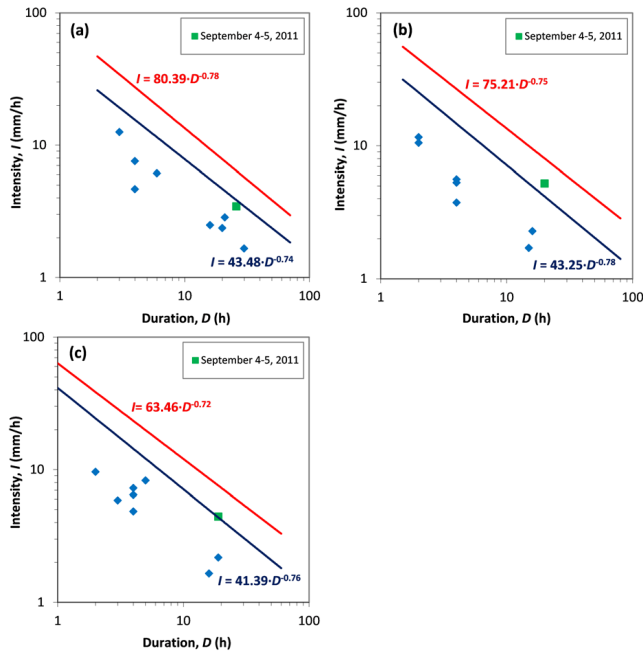 (a)
September 4-5, 2011
I = 80.39·D^-0.78
I = 43.48·D^-0.74
Intensity, I (mm/h)
100
10
1
1
10
100
Duration, D (h)
(b)
September 4-5, 2011
I = 75.21·D^-0.75
I = 43.25·D^-0.78
Intensity, I (mm/h)
100
10
1
1
10
100
Duration, D (h)
(c)
September 4-5, 2011
I = 63.46·D^-0.72
I = 41.39·D^-0.76
Intensity, I (mm/h)
100
10
1
1
10
100
Duration, D (h)